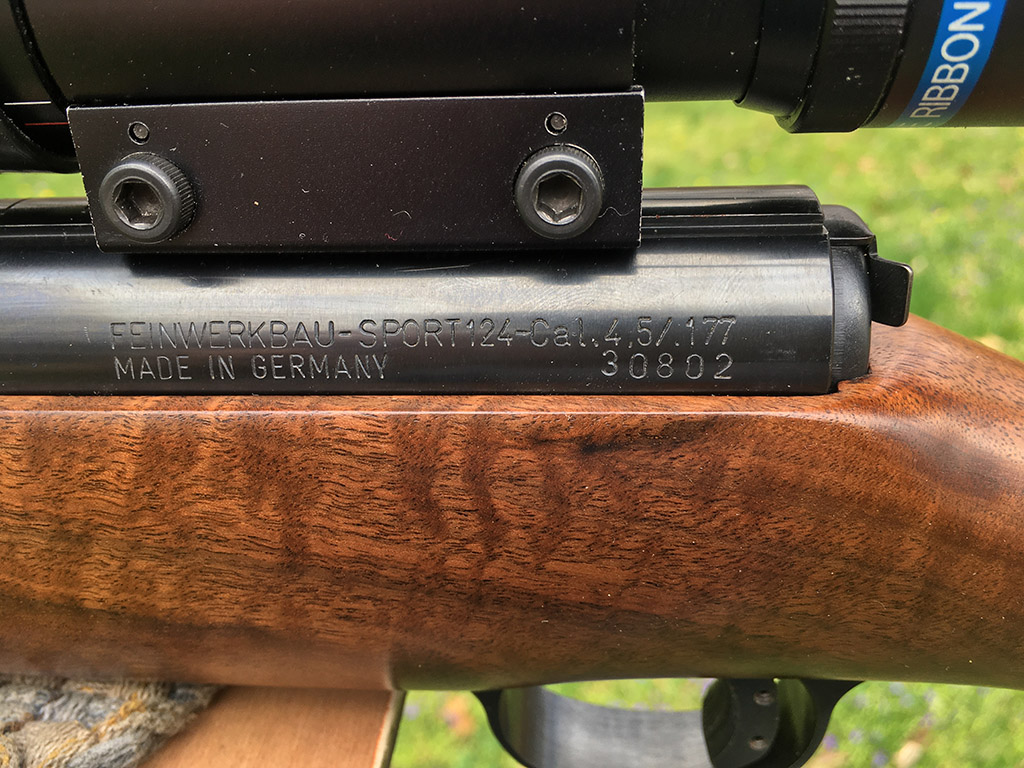 RIBBON
FEINWERKBAU-SPORT124-Cal.4,5/.177
MADE IN GERMANY 30802